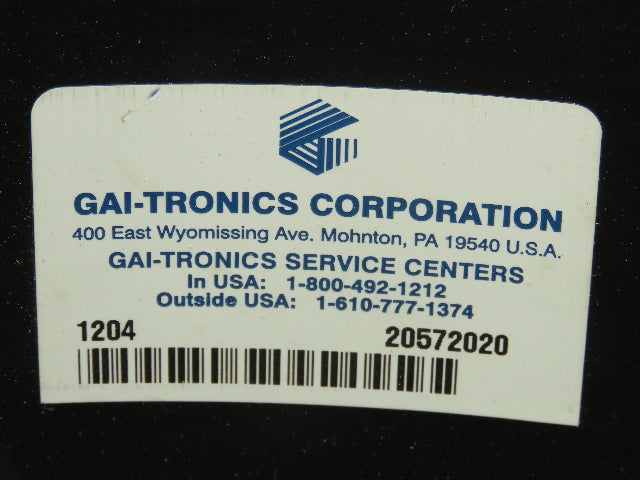 GAI-TRONICS CORPORATION
400 East Wyomissing Ave. Mohnton, PA 19540 U.S.A.
GAI-TRONICS SERVICE CENTERS
In USA: 1-800-492-1212
Outside USA: 1-610-777-1374
1204 20572020